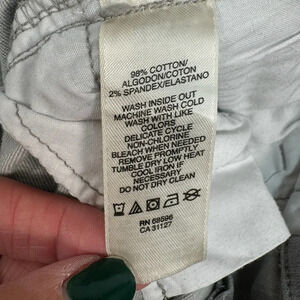 98% COTTON/
ALGODON/COTON
2% SPANDEX/ELASTANO
WASH INSIDE OUT
MACHINE WASH COLD
WASH WITH LIKE
COLORS
DELICATE CYCLE
NON-CHLORINE
BLEACH WHEN NEEDED
REMOVE PROMPTLY
TUMBLE DRY LOW HEAT
COOL IRON IF
NECESSARY
DO NOT DRY CLEAN
RN 68596
CA 31127